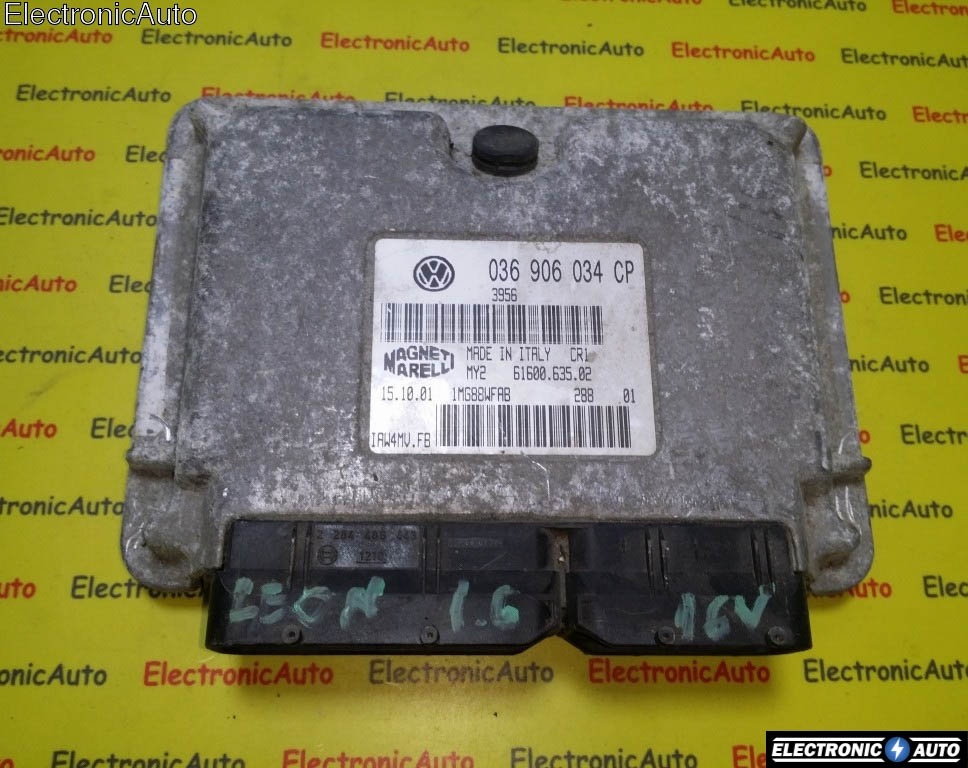 ElectronicAuto
036 906 034 CP
3956
MAGNETI MARELLI
MADE IN ITALY CR1
MY2 61600.635.02
15.10.01 1MG88WFAB 288 01
IAW4MV.FB
1210
LEON 1.6 16V
ELECTRONIC AUTO